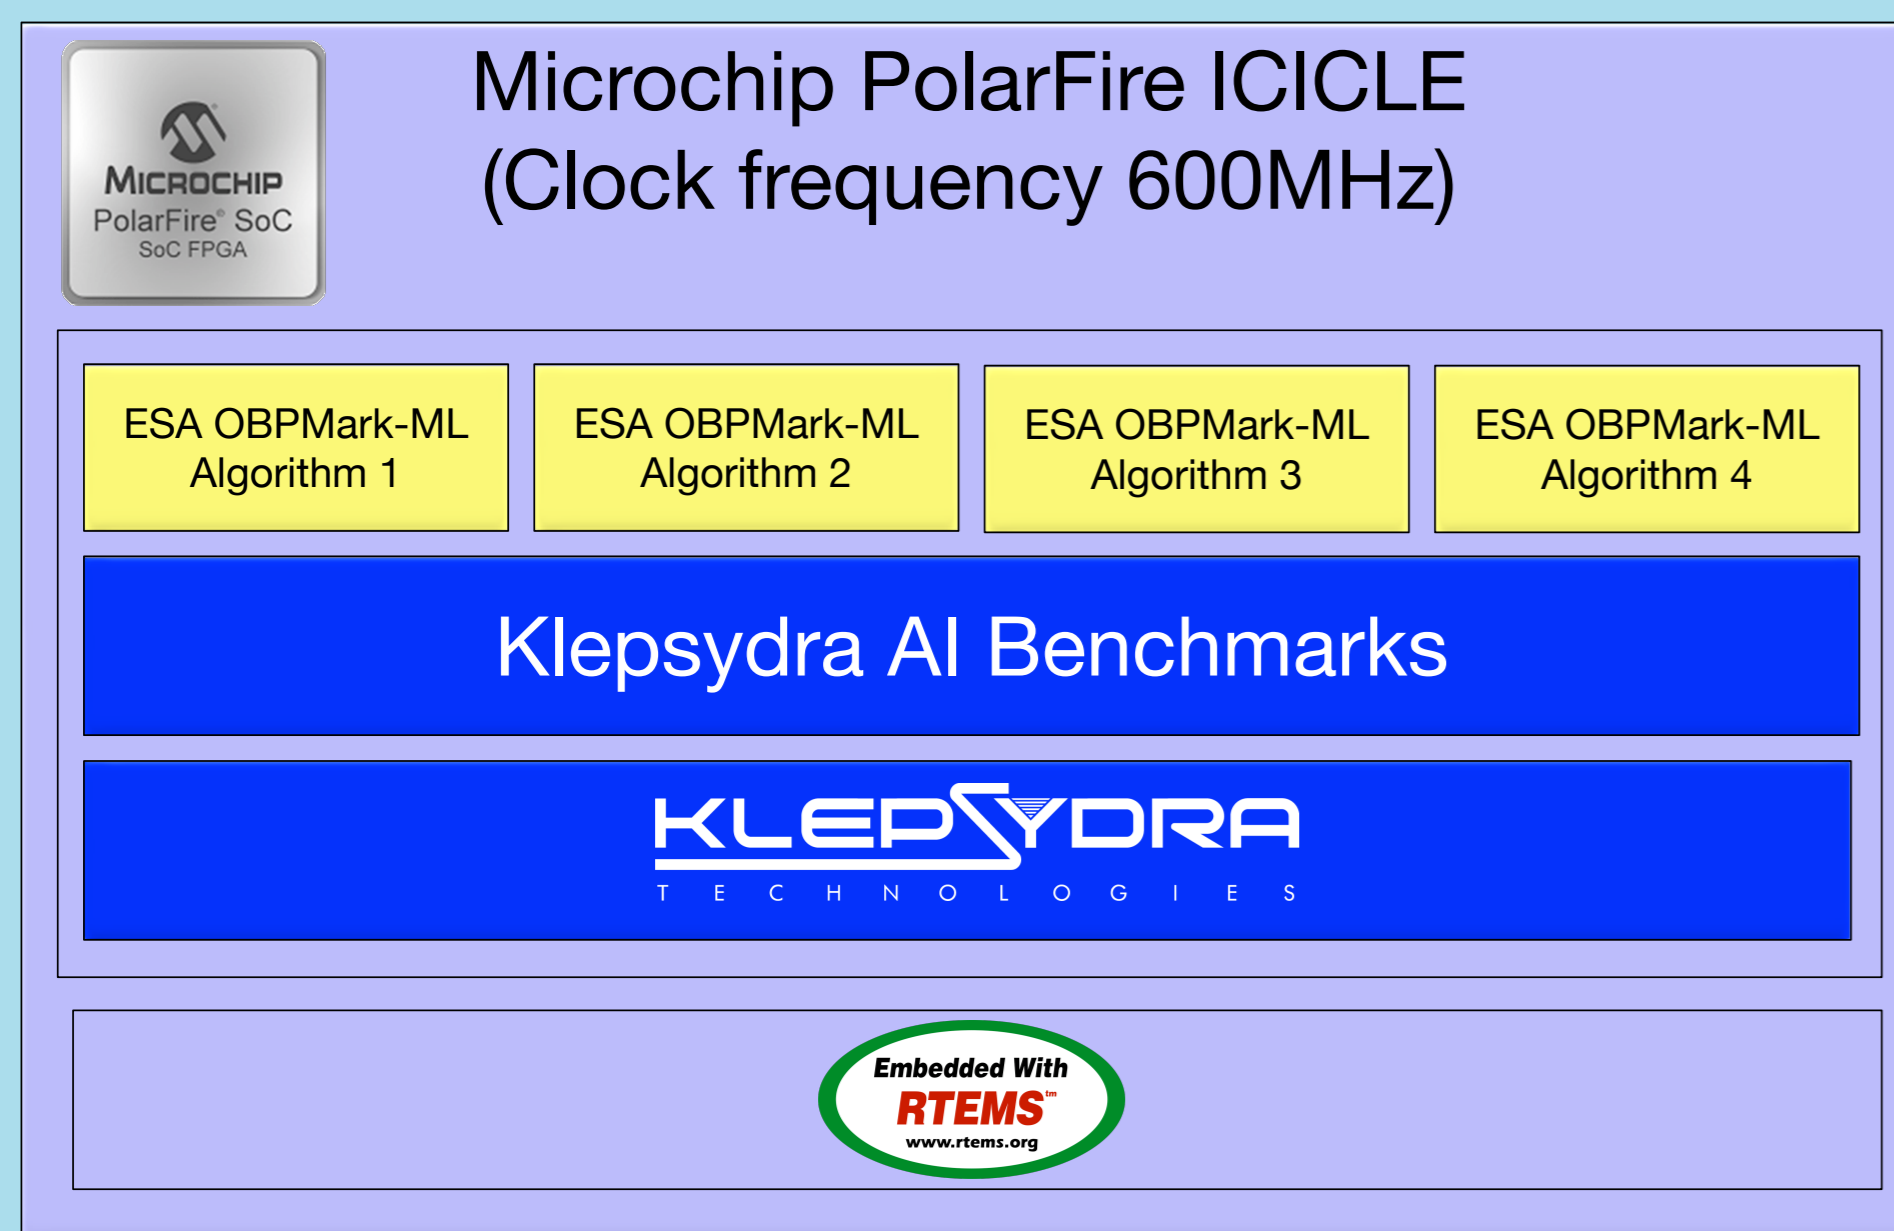 Microchip PolarFire ICICLE
(Clock frequency 600MHz)
MICROCHIP
PolarFire® SoC
SoC FPGA
ESA OBPMark-ML
Algorithm 1
ESA OBPMark-ML
Algorithm 2
ESA OBPMark-ML
Algorithm 3
ESA OBPMark-ML
Algorithm 4
Klepsydra AI Benchmarks
KLEPSYDRA
TECHNOLOGIES
Embedded With
RTEMS™
www.rtems.org